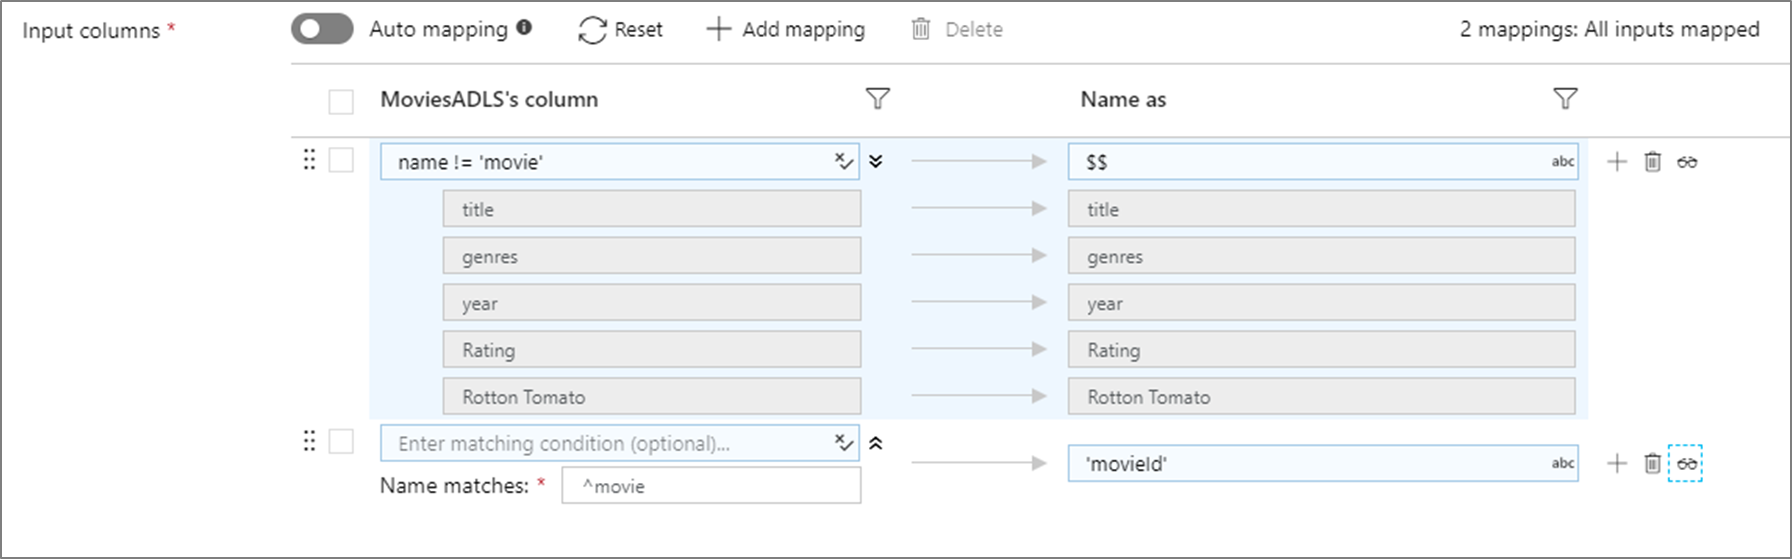 Input columns * Auto mapping Reset Add mapping Delete 2 mappings: All inputs mapped
MoviesADLS's column Name as
name != 'movie' $$ abc
title title
genres genres
year year
Rating Rating
Rotton Tomato Rotton Tomato
Enter matching condition (optional)...
'movieId' abc
Name matches: * ^movie